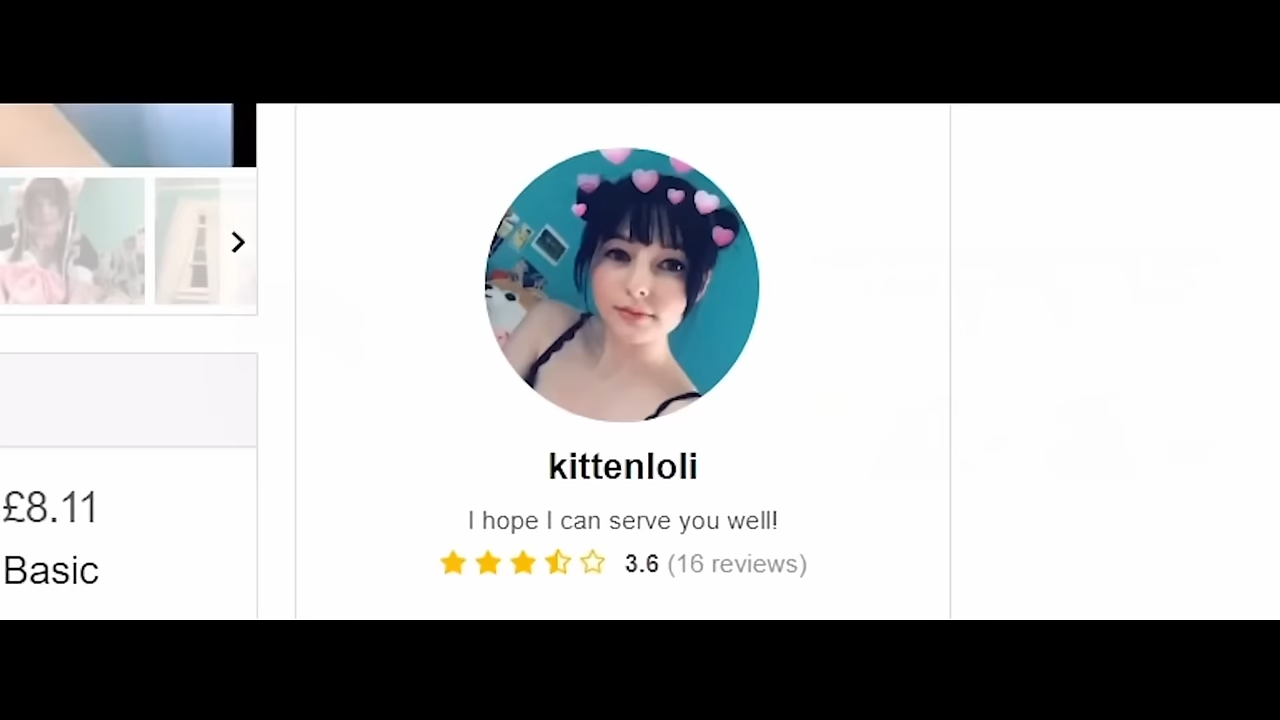 £8.11
Basic
kittenloli
I hope I can serve you well!
3.6 (16 reviews)